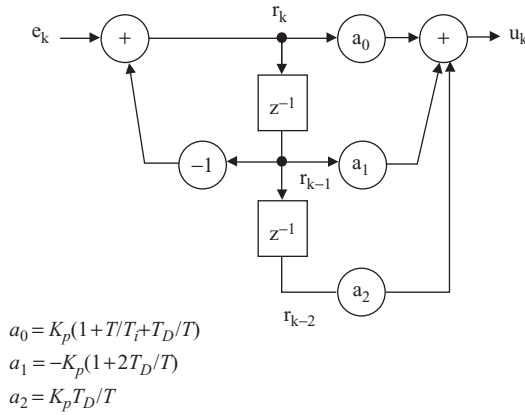 r_k
e_k + a_0 + u_k
z^{-1}
-1 r_{k-1} a_1
z^{-1}
a_2
r_{k-2}
a_0 = K_p(1+T/T_i+T_D/T)
a_1 = -K_p(1+2T_D/T)
a_2 = K_pT_D/T